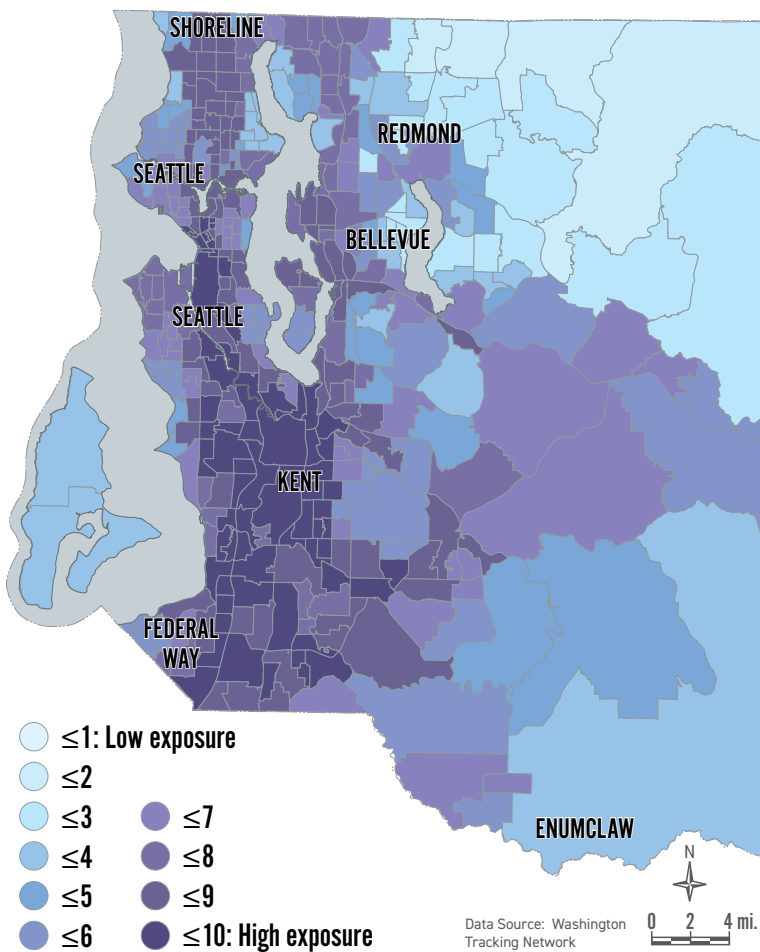 SHORELINE
REDMOND
SEATTLE
BELLEVUE
SEATTLE
KENT
FEDERAL
WAY
≤1: Low exposure
≤2
≤3
≤4
≤5
≤6
≤7
≤8
≤9
≤10: High exposure
ENUMCLAW
N
0 2 4 mi.
Data Source: Washington
Tracking Network